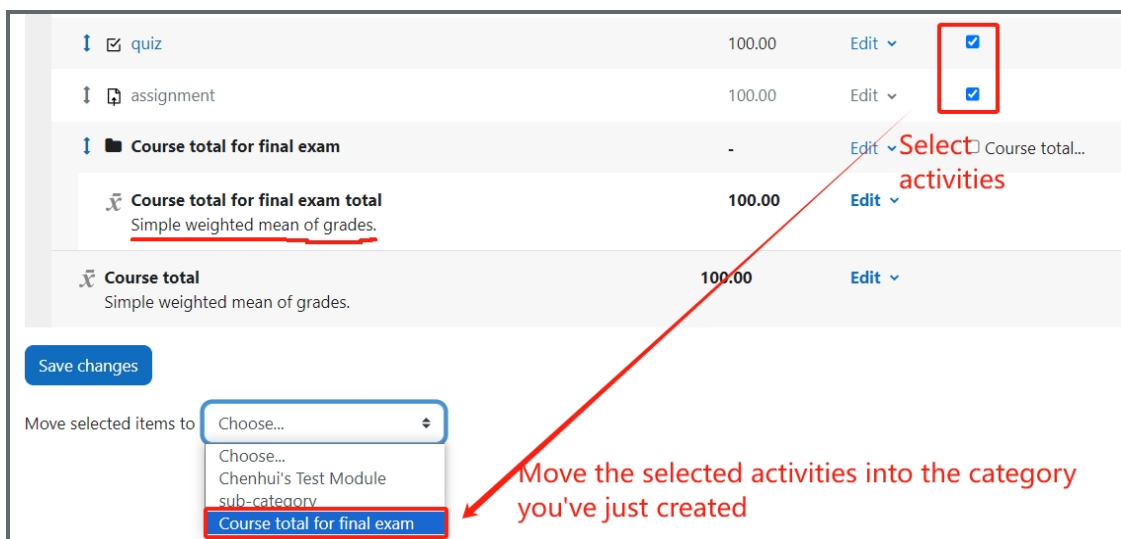 quiz 100.00 Edit
assignment 100.00 Edit
Course total for final exam - Edit Course total...
Select
activities
Course total for final exam total 100.00 Edit
Simple weighted mean of grades.
Course total 100.00 Edit
Simple weighted mean of grades.
Save changes
Move selected items to Choose...
Choose...
Chenhui's Test Module
sub-category
Course total for final exam
Move the selected activities into the category
you've just created